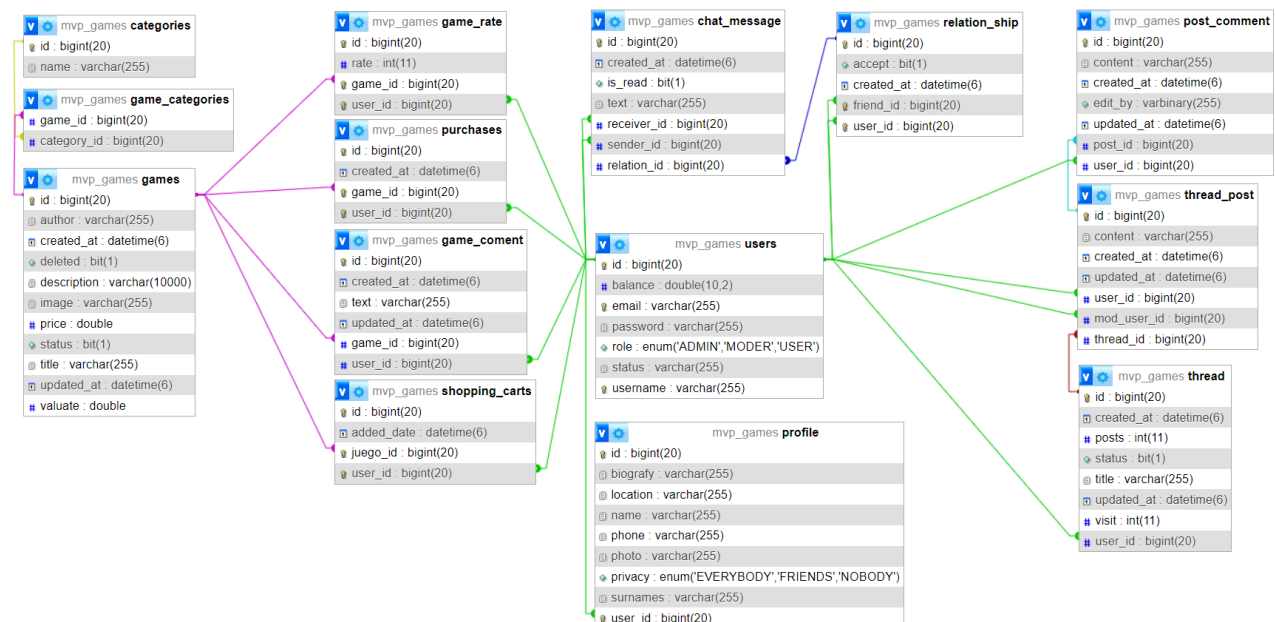 v mvp_games categories
id : bigint(20)
name : varchar(255)
v mvp_games game_categories
# game_id : bigint(20)
# category_id : bigint(20)
v mvp_games games
id : bigint(20)
author : varchar(255)
created_at : datetime(6)
deleted : bit(1)
description : varchar(10000)
image : varchar(255)
# price : double
status : bit(1)
title : varchar(255)
updated_at : datetime(6)
# valuate : double
v mvp_games game_rate
id : bigint(20)
# rate : int(11)
game_id : bigint(20)
user_id : bigint(20)
v mvp_games purchases
id : bigint(20)
created_at : datetime(6)
game_id : bigint(20)
user_id : bigint(20)
v mvp_games game_coment
id : bigint(20)
created_at : datetime(6)
text : varchar(255)
updated_at : datetime(6)
# game_id : bigint(20)
# user_id : bigint(20)
v mvp_games shopping_carts
id : bigint(20)
added_date : datetime(6)
juego_id : bigint(20)
user_id : bigint(20)
v mvp_games chat_message
id : bigint(20)
created_at : datetime(6)
is_read : bit(1)
text : varchar(255)
# receiver_id : bigint(20)
# sender_id : bigint(20)
# relation_id : bigint(20)
v mvp_games users
id : bigint(20)
# balance : double(10,2)
email : varchar(255)
password : varchar(255)
role : enum('ADMIN','MODER','USER')
status : varchar(255)
username : varchar(255)
v mvp_games profile
id : bigint(20)
biografy : varchar(255)
location : varchar(255)
name : varchar(255)
phone : varchar(255)
photo : varchar(255)
privacy : enum('EVERYBODY','FRIENDS','NOBODY')
surnames : varchar(255)
user_id : bigint(20)
v mvp_games relation_ship
id : bigint(20)
accept : bit(1)
created_at : datetime(6)
friend_id : bigint(20)
user_id : bigint(20)
v mvp_games post_comment
id : bigint(20)
content : varchar(255)
created_at : datetime(6)
edit_by : varbinary(255)
updated_at : datetime(6)
# post_id : bigint(20)
# user_id : bigint(20)
v mvp_games thread_post
id : bigint(20)
content : varchar(255)
created_at : datetime(6)
updated_at : datetime(6)
# user_id : bigint(20)
# mod_user_id : bigint(20)
# thread_id : bigint(20)
v mvp_games thread
id : bigint(20)
created_at : datetime(6)
# posts : int(11)
status : bit(1)
title : varchar(255)
updated_at : datetime(6)
# visit : int(11)
# user_id : bigint(20)